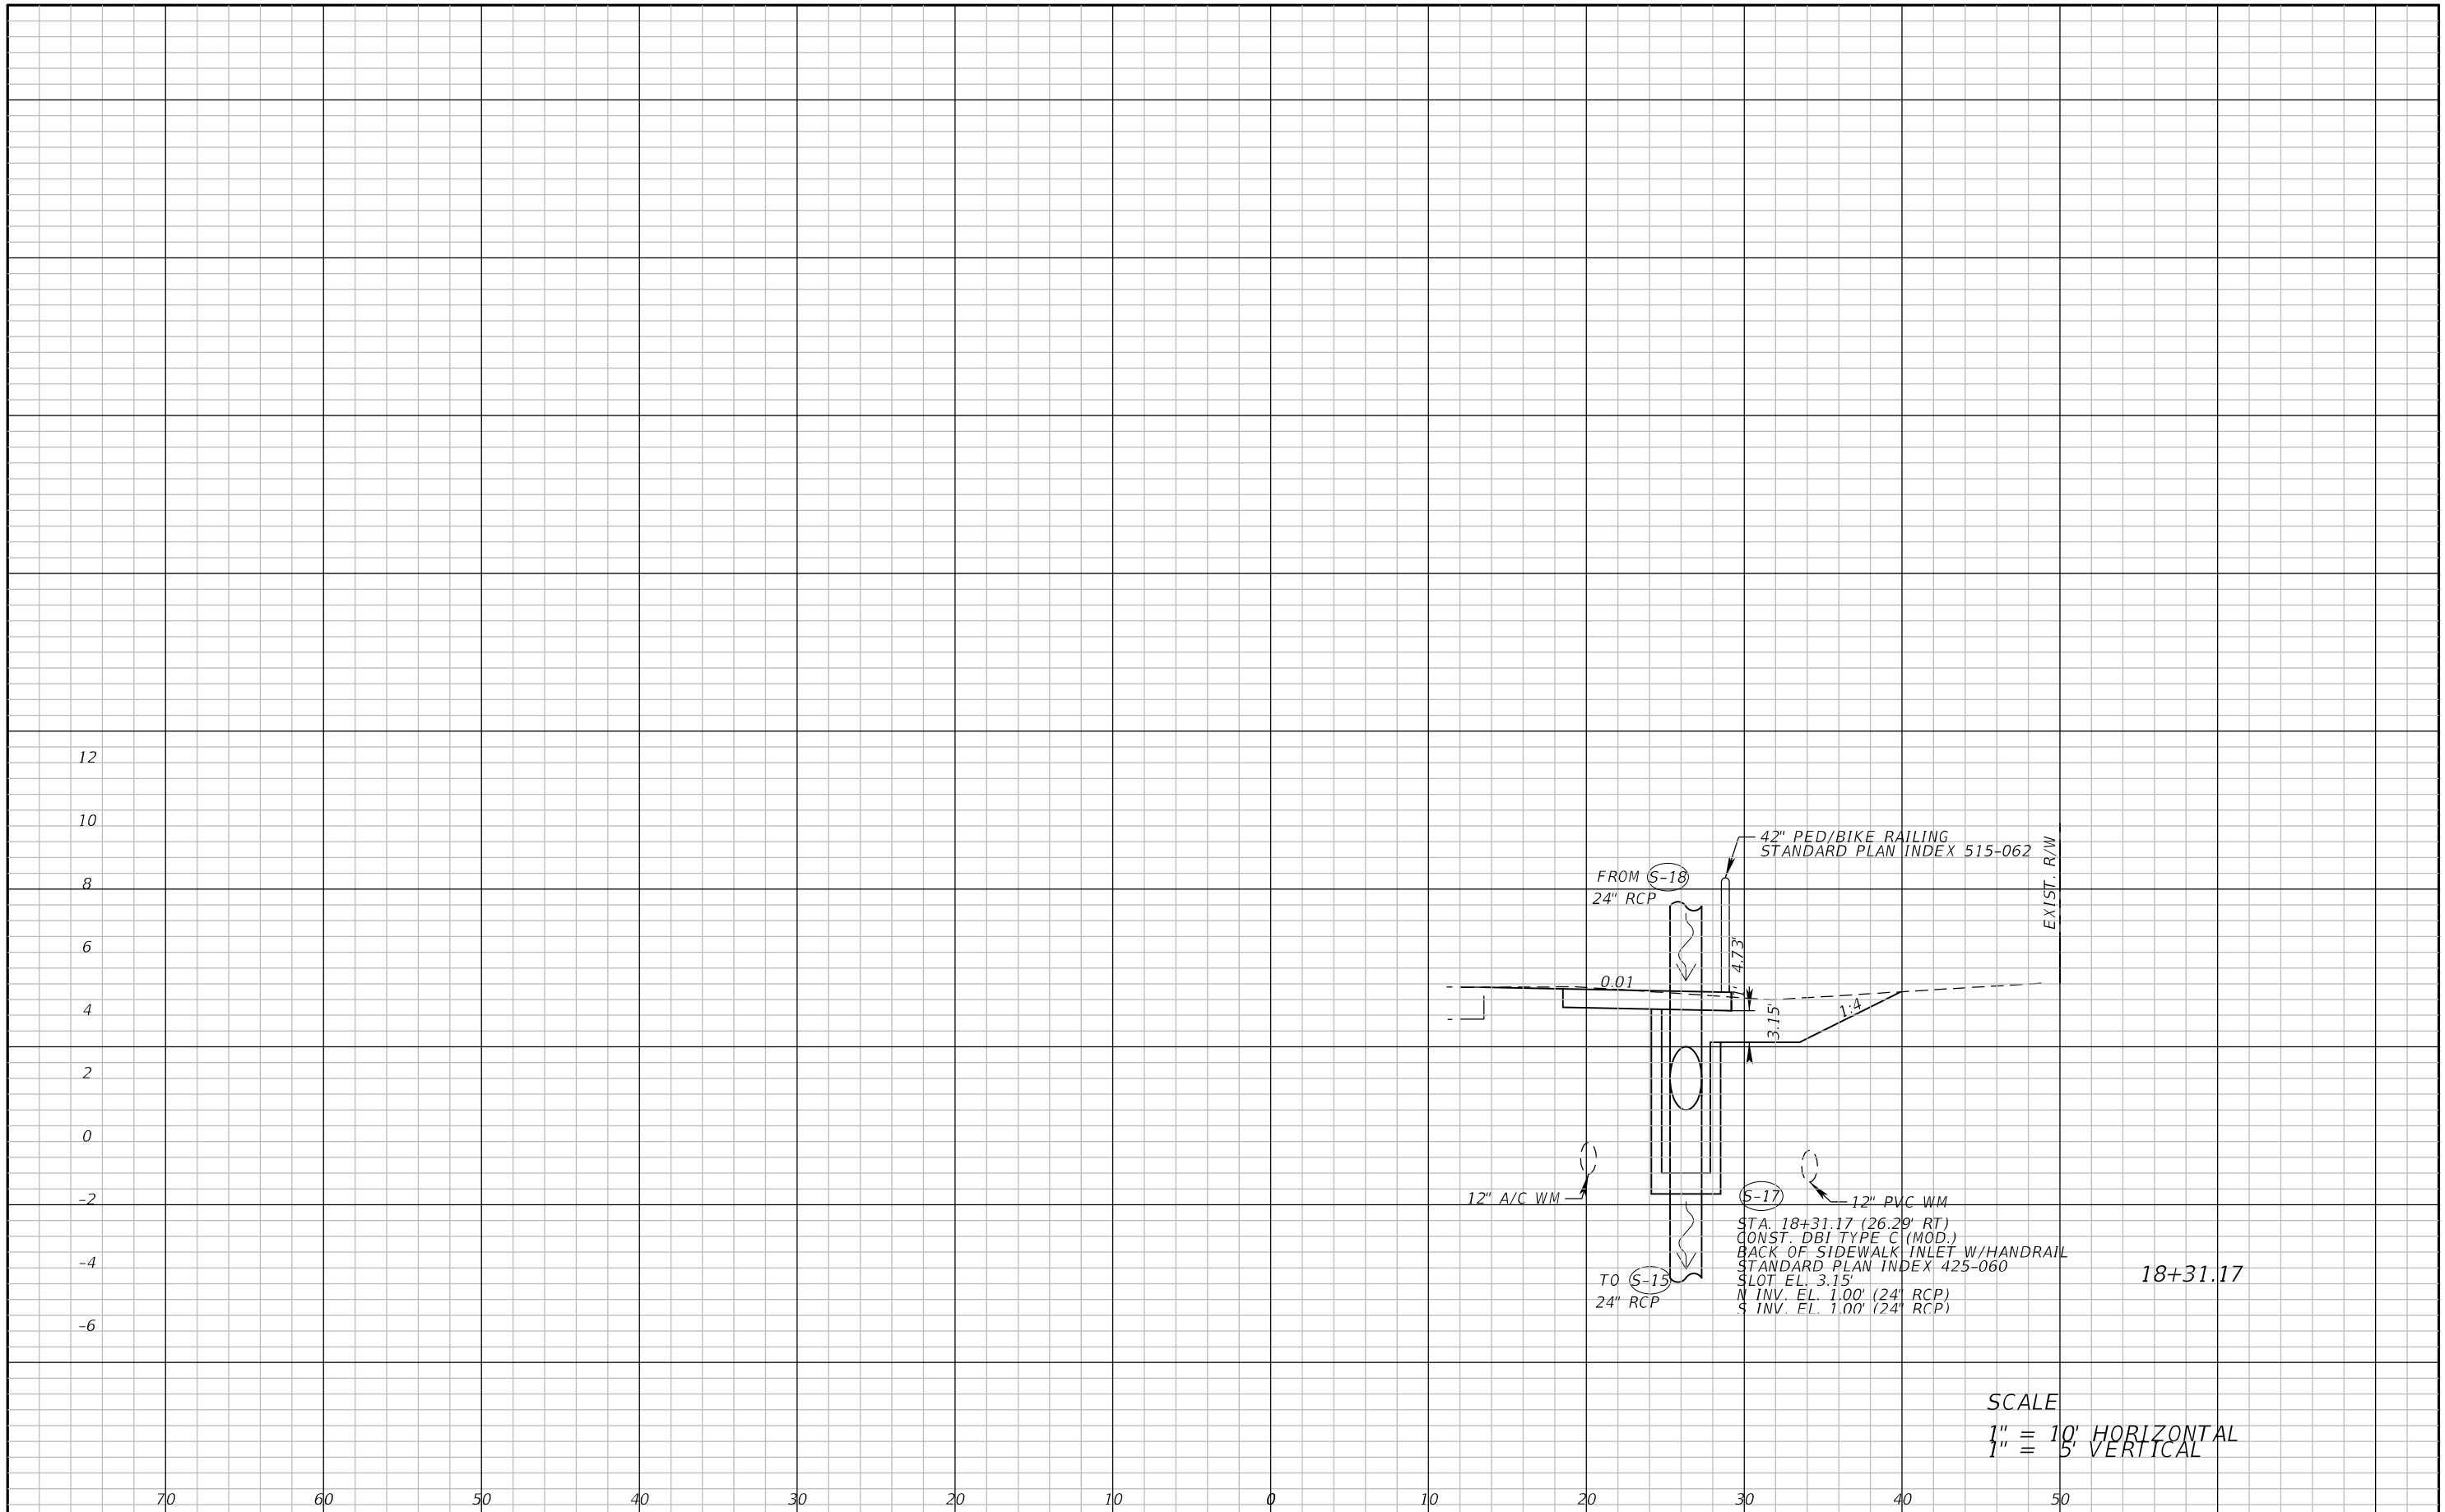 12
10
8
6
4
2
0
-2
-4
-6
42" PED/BIKE RAILING
STANDARD PLAN INDEX 515-062
EXIST. R/W
FROM S-18
24" RCP
4.73'
0.01
3.15'
1:4
12" A/C WM
S-17
12" PVC WM
STA. 18+31.17 (26.29' RT)
CONST. DBI TYPE C (MOD.)
BACK OF SIDEWALK INLET W/HANDRAIL
STANDARD PLAN INDEX 425-060
SLOT EL. 3.15'
N INV. EL. 1.00' (24" RCP)
S INV. EL. 1.00' (24" RCP)
TO S-15
24" RCP
18+31.17
SCALE
1" = 10' HORIZONTAL
1" = 5' VERTICAL
70 60 50 40 30 20 10 0 10 20 30 40 50